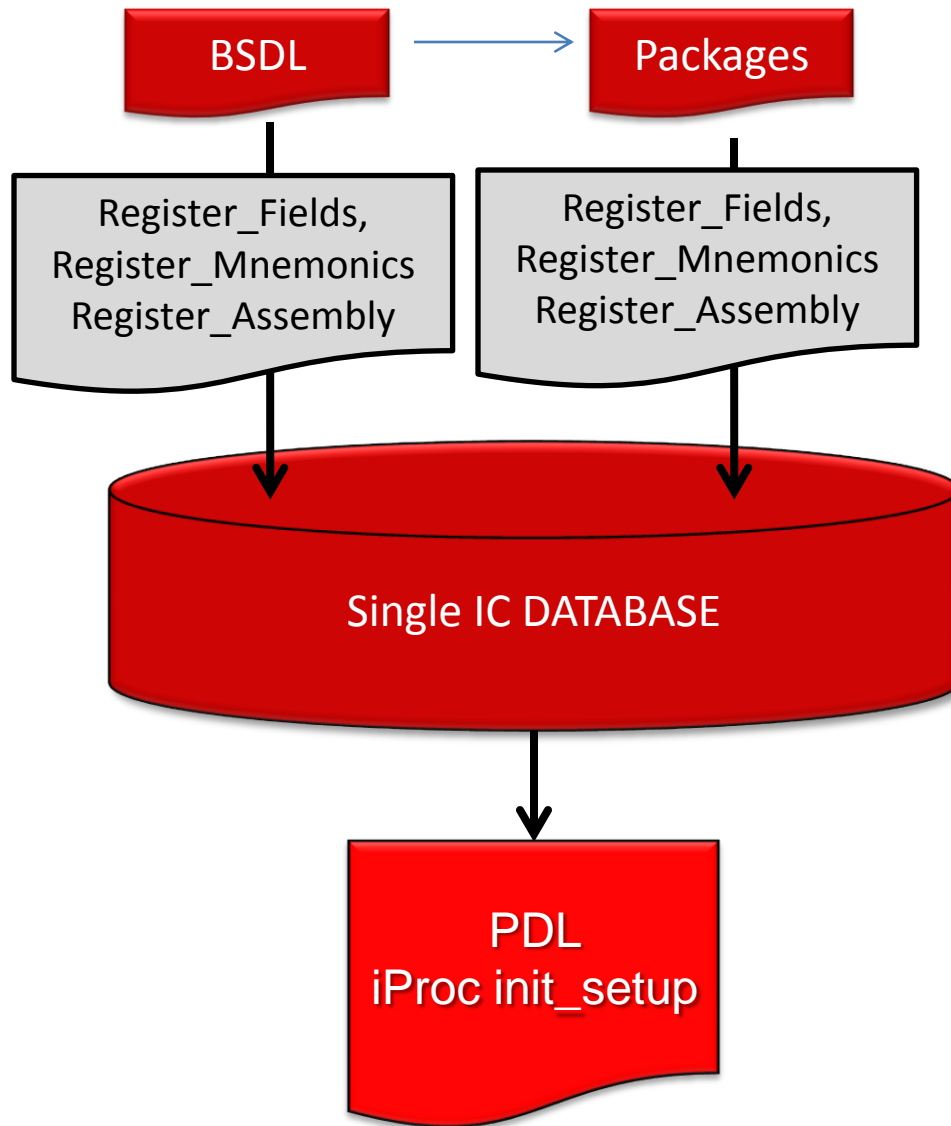 BSDL
Packages
Register_Fields,
Register_Mnemonics
Register_Assembly
Register_Fields,
Register_Mnemonics
Register_Assembly
Single IC DATABASE
PDL
iProc init_setup